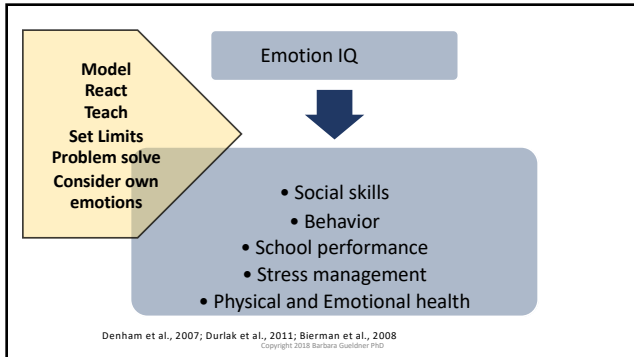 Model
React
Teach
Set Limits
Problem solve
Consider own
emotions
Emotion IQ
• Social skills
• Behavior
• School performance
• Stress management
• Physical and Emotional health
Denham et al., 2007; Durlak et al., 2011; Bierman et al., 2008
Copyright 2018 Barbara Gueldner PhD